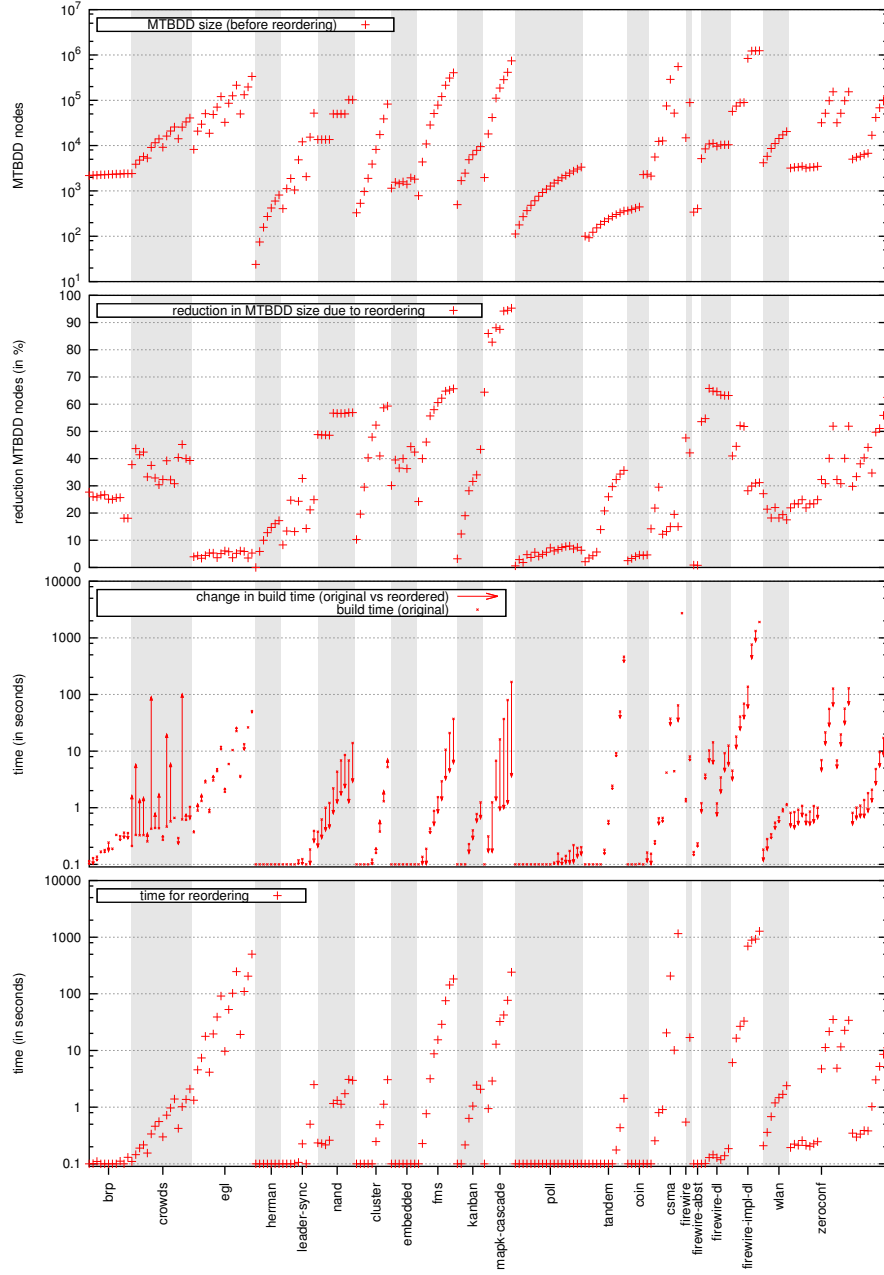 MTBDD size (before reordering)
MTBDD nodes
10^7
10^6
10^5
10^4
10^3
10^2
10^1
reduction in MTBDD size due to reordering
reduction MTBDD nodes (in %)
100
90
80
70
60
50
40
30
20
10
0
change in build time (original vs reordered)
build time (original)
time (in seconds)
10000
1000
100
10
1
0.1
time for reordering
time (in seconds)
10000
1000
100
10
1
0.1
brp
crowds
egl
herman
leader-sync
nand
cluster
embedded
fms
kanban
mapk-cascade
poll
tandem
coin
csma
firewire
firewire-abst
firewire-dl
firewire-impl-dl
wlan
zeroconf